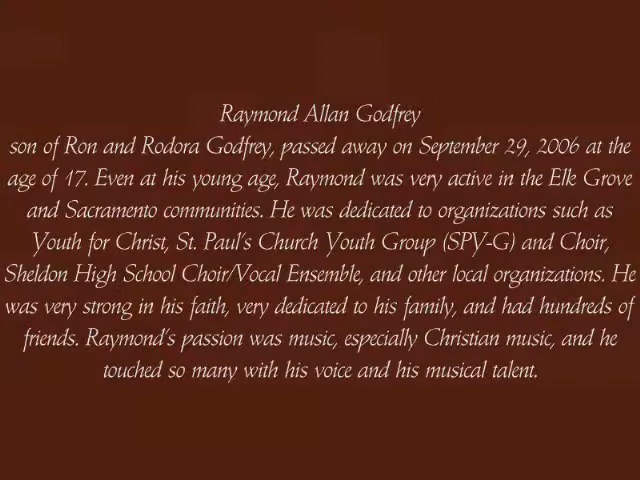 Raymond Allan Godfrey
son of Ron and Rodora Godfrey, passed away on September 29, 2006 at the
age of 17. Even at his young age, Raymond was very active in the Elk Grove
and Sacramento communities. He was dedicated to organizations such as
Youth for Christ, St. Paul's Church Youth Group (SPY-G) and Choir,
Sheldon High School Choir/Vocal Ensemble, and other local organizations. He
was very strong in his faith, very dedicated to his family, and had hundreds of
friends. Raymond's passion was music, especially Christian music, and he
touched so many with his voice and his musical talent.